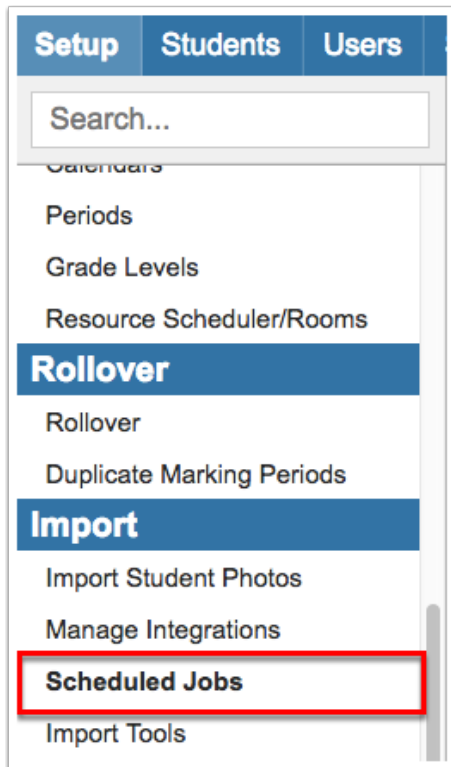 Setup Students Users
Search...
Calendars
Periods
Grade Levels
Resource Scheduler/Rooms
Rollover
Rollover
Duplicate Marking Periods
Import
Import Student Photos
Manage Integrations
Scheduled Jobs
Import Tools